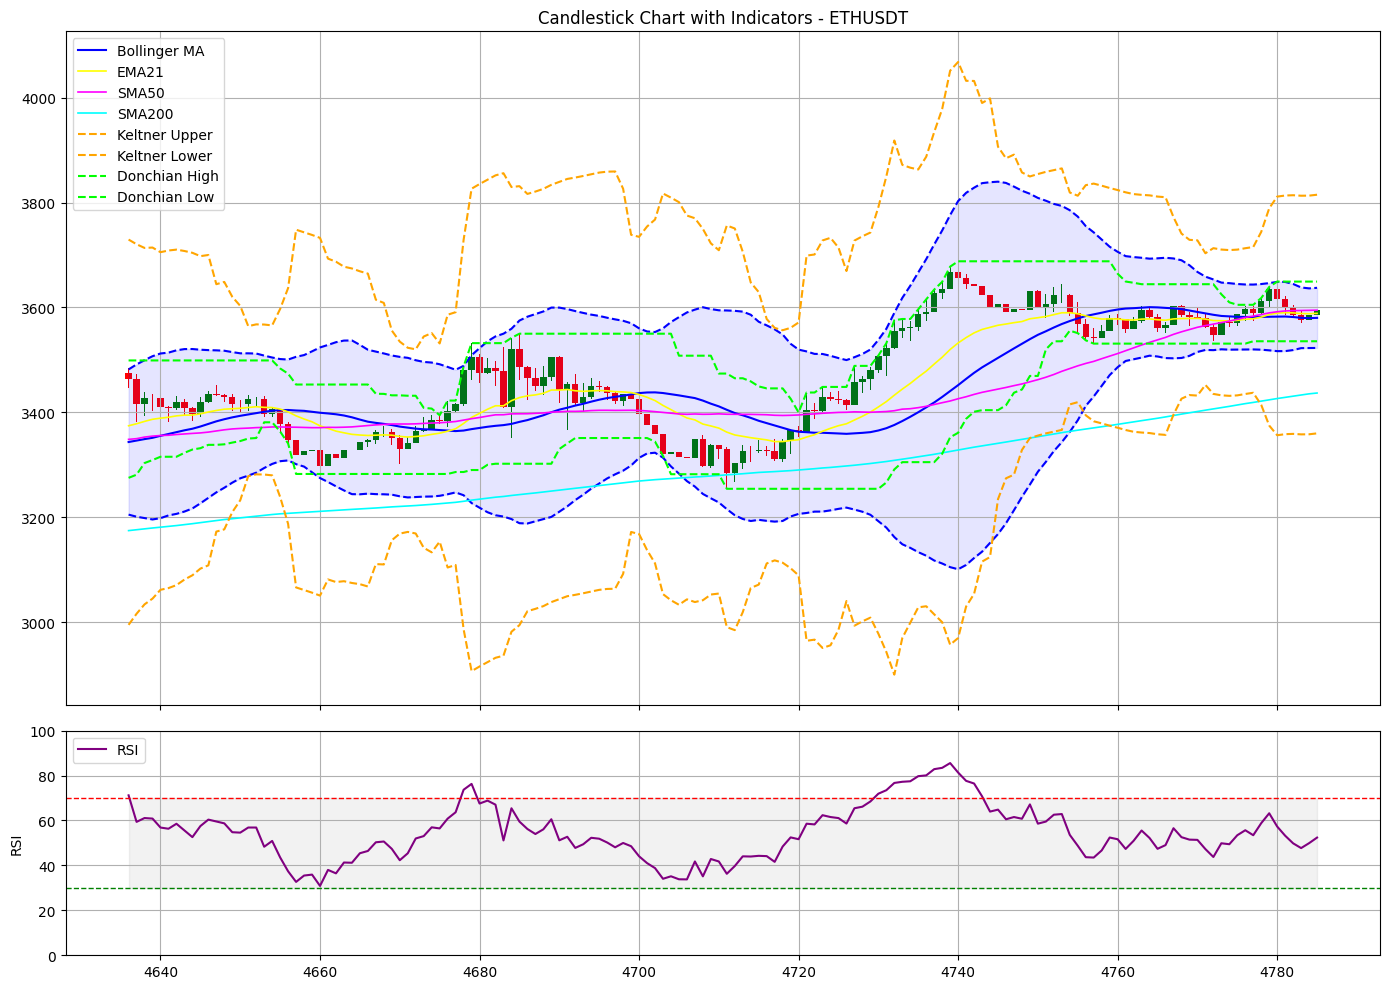 Candlestick Chart with Indicators - ETHUSDT
Bollinger MA
EMA21
SMA50
SMA200
Keltner Upper
Keltner Lower
Donchian High
Donchian Low
4000
3800
3600
3400
3200
3000
RSI
100
80
60
40
20
0
RSI
4640
4660
4680
4700
4720
4740
4760
4780